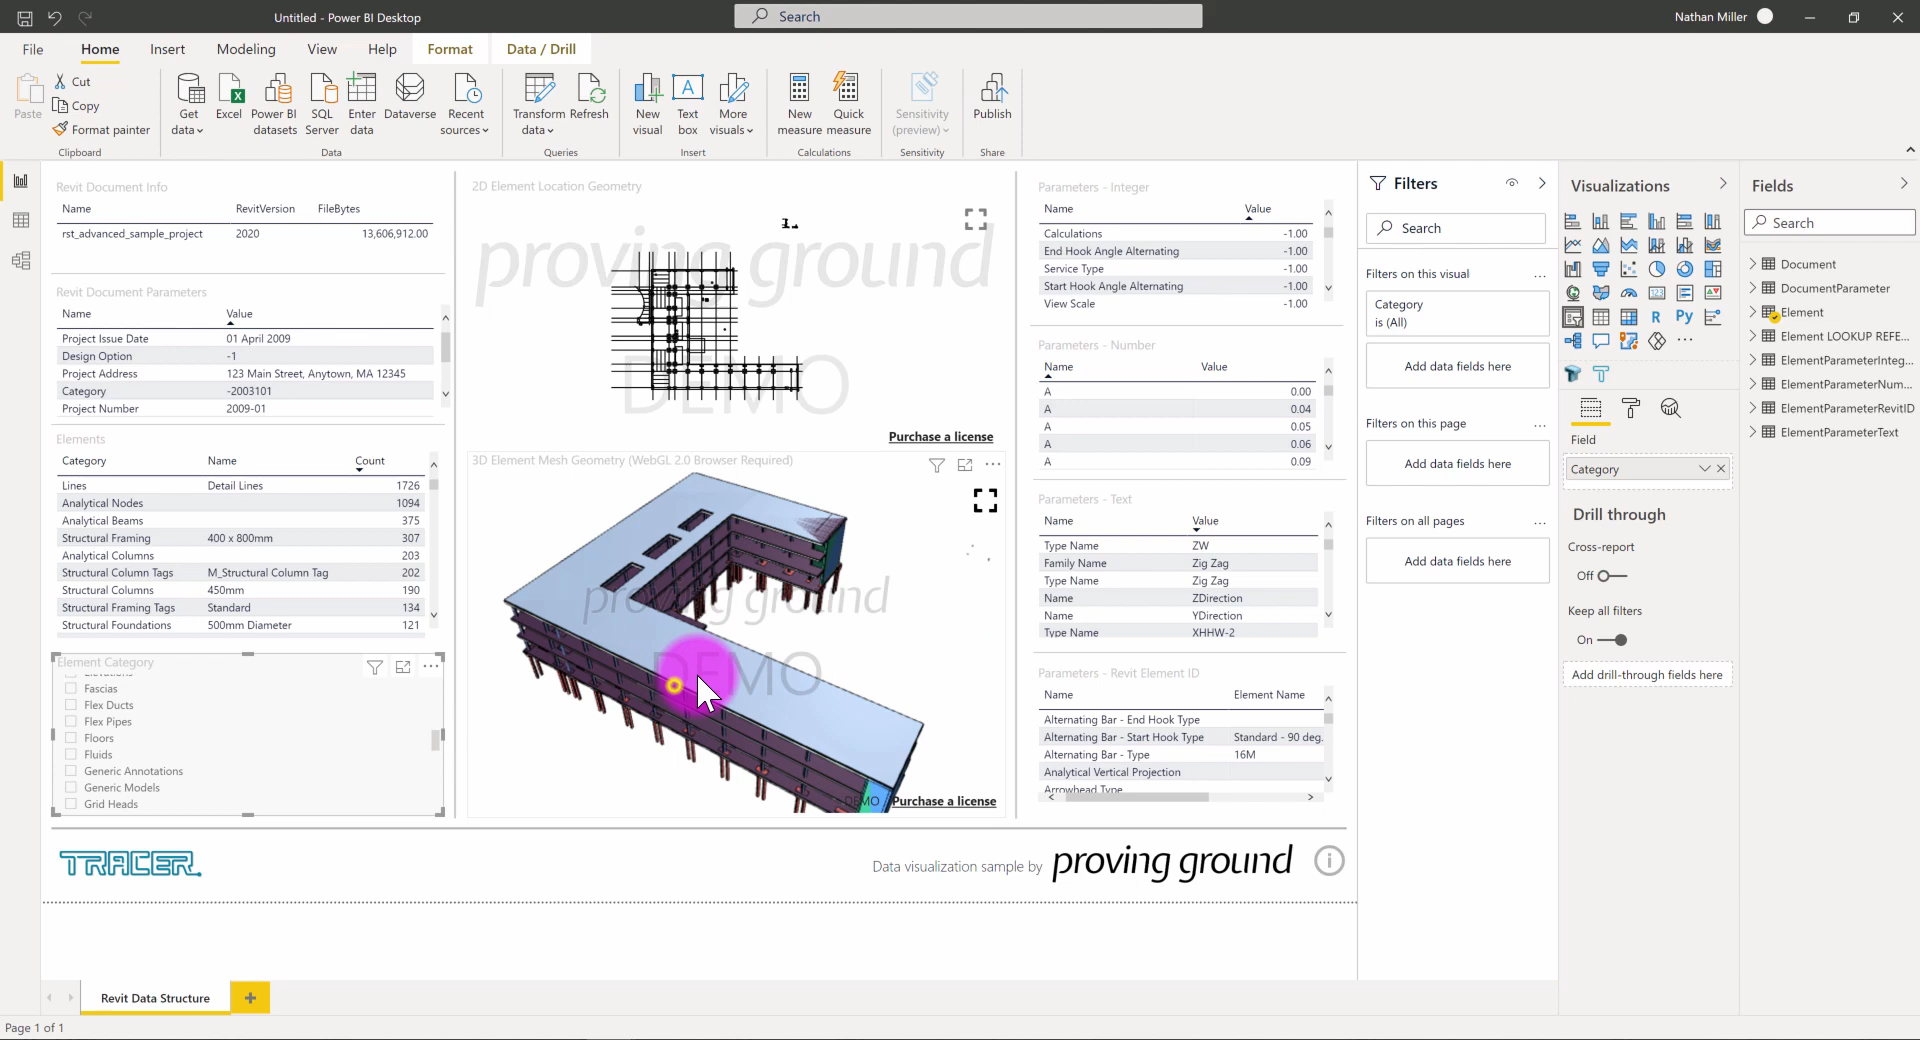 Untitled - Power BI Desktop
Search
Nathan Miller
File
Home
Insert
Modeling
View
Help
Format
Data / Drill
Paste
Cut
Copy
Format painter
Clipboard
Get data
Excel
Power BI datasets
SQL Server
Enter data
Dataverse
Recent sources
Data
Transform data
Refresh
Queries
New visual
Text box
More visuals
Insert
New measure
Quick measure
Calculations
Sensitivity (preview)
Sensitivity
Publish
Share
Revit Document Info
Name RevitVersion FileBytes
rst_advanced_sample_project 2020 13,606,912.00
Revit Document Parameters
Name Value
Project Issue Date 01 April 2009
Design Option -1
Project Address 123 Main Street, Anytown, MA 12345
Category -2003101
Project Number 2009-01
Elements
Category Name Count
Lines Detail Lines 1726
Analytical Nodes 1094
Analytical Beams 375
Structural Framing 400 x 800mm 307
Analytical Columns 203
Structural Column Tags M_Structural Column Tag 202
Structural Columns 450mm 190
Structural Framing Tags Standard 134
Structural Foundations 500mm Diameter 121
Element Category
Elevations
Fascias
Flex Ducts
Flex Pipes
Floors
Fluids
Generic Annotations
Generic Models
Grid Heads
2D Element Location Geometry
proving ground
DEMO
Purchase a license
3D Element Mesh Geometry (WebGL 2.0 Browser Required)
proving ground
DEMO
DEMO
Purchase a license
Parameters - Integer
Name Value
Calculations -1.00
End Hook Angle Alternating -1.00
Service Type -1.00
Start Hook Angle Alternating -1.00
View Scale -1.00
Parameters - Number
Name Value
A 0.00
A 0.04
A 0.05
A 0.06
A 0.09
Parameters - Text
Name Value
Type Name ZW
Family Name Zig Zag
Type Name Zig Zag
Name ZDirection
Name YDirection
Type Name XHHW-2
Parameters - Revit Element ID
Name Element Name
Alternating Bar - End Hook Type
Alternating Bar - Start Hook Type Standard - 90 deg.
Alternating Bar - Type 16M
Analytical Vertical Projection
Arrowhead Type
TRACER
Data visualization sample by proving ground
Filters
Search
Filters on this visual ...
Category
is (All)
Add data fields here
Filters on this page ...
Add data fields here
Filters on all pages ...
Add data fields here
Visualizations
R
Py
Field
Category
Drill through
Cross-report
Off
Keep all filters
On
Add drill-through fields here
Fields
Search
Document
DocumentParameter
Element
Element LOOKUP REFE...
ElementParameterInteg...
ElementParameterNum...
ElementParameterRevitID
ElementParameterText
Revit Data Structure
Page 1 of 1